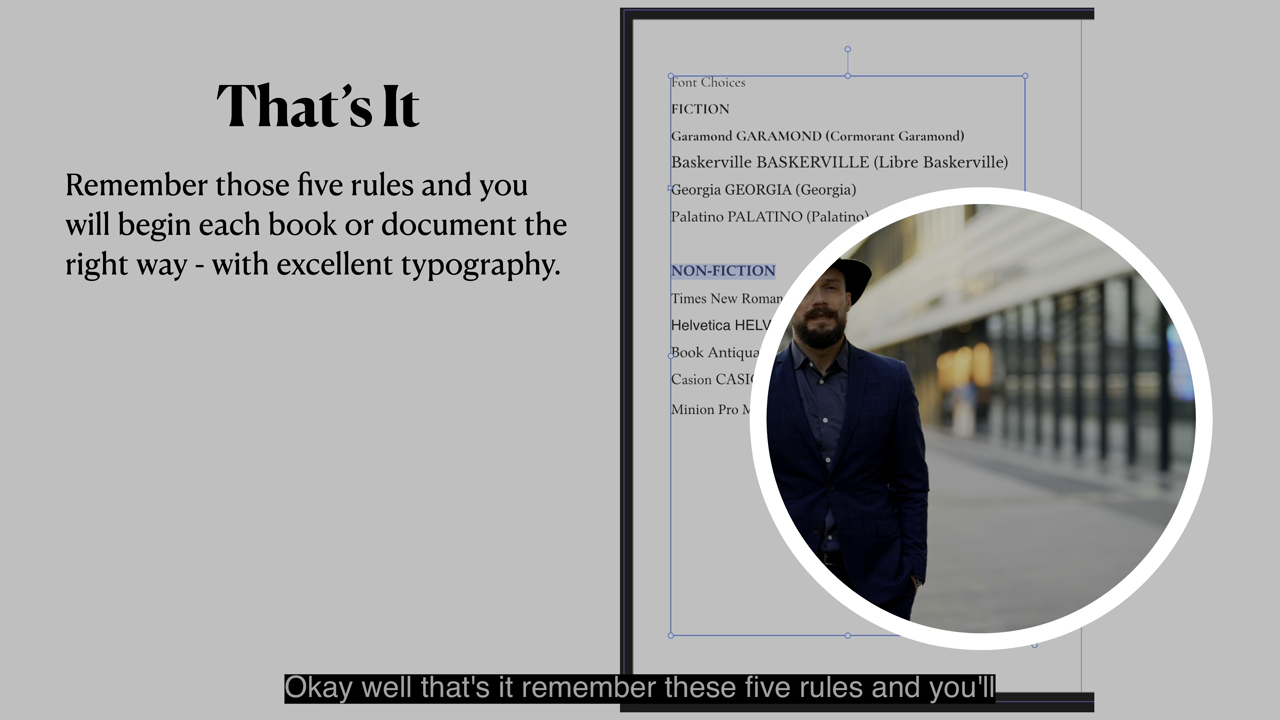 That's It
Remember those five rules and you
will begin each book or document the
right way - with excellent typography.
Font Choices
FICTION
Garamond GARAMOND (Cormorant Garamond)
Baskerville BASKERVILLE (Libre Baskerville)
Georgia GEORGIA (Georgia)
Palatino PALATINO (Palatino)
NON-FICTION
Times New Roman
Helvetica
Book Antiqua
Casion
Minion Pro
Okay well that's it remember these five rules and you'll